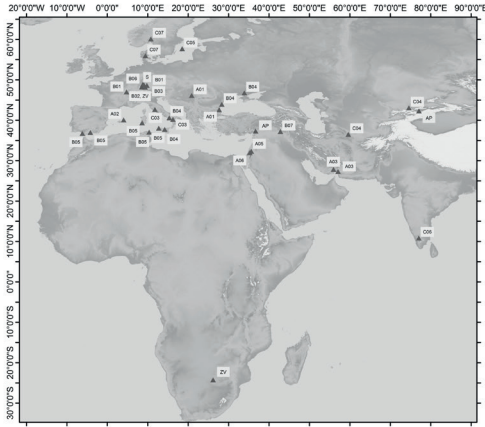 20°0'0"W 10°0'0"W 0°0'0" 10°0'0"E 20°0'0"E 30°0'0"E 40°0'0"E 50°0'0"E 60°0'0"E 70°0'0"E 80°0'0"E 90°0'0"E
60°0'0"N
50°0'0"N
40°0'0"N
30°0'0"N
20°0'0"N
10°0'0"N
0°0'0"
10°0'0"S
20°0'0"S
30°0'0"S
C07
C05
C07
B06 S B01
B01 B03
B02; ZV
A01
B04
B04
A02 C03 B04
A01
C03
B05 B05 B05
B05 B05 B04
AP B07
A05
A06
C04
C04
AP
A03
A03
C06
ZV